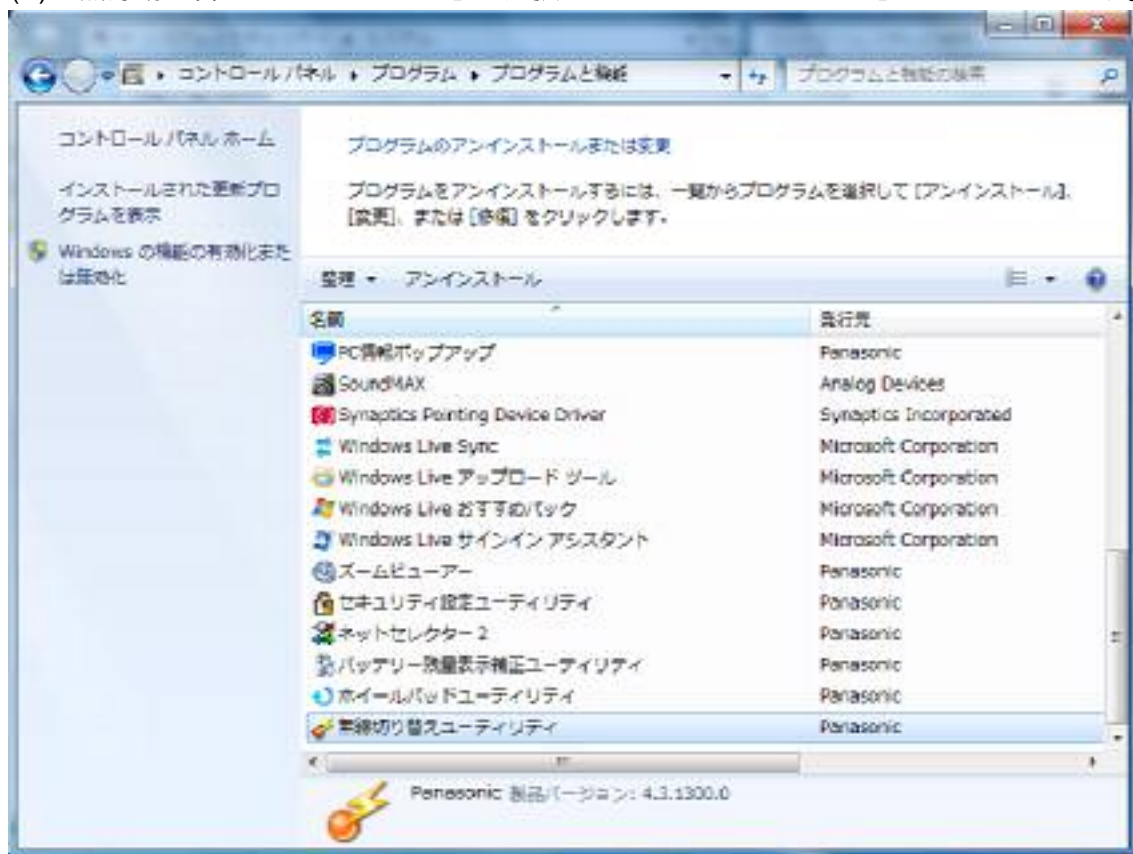 コントロール パネル ▸ プログラム ▸ プログラムと機能
プログラムと機能の検索
コントロール パネル ホーム
インストールされた更新プロ
グラムを表示
Windows の機能の有効化また
は無効化
プログラムのアンインストールまたは変更
プログラムをアンインストールするには、一覧からプログラムを選択して [アンインストール]、
[変更]、または [修復] をクリックします。
整理 アンインストール
名前 発行元
PC情報ポップアップ Panasonic
SoundMAX Analog Devices
Synaptics Pointing Device Driver Synaptics Incorporated
Windows Live Sync Microsoft Corporation
Windows Live アップロード ツール Microsoft Corporation
Windows Live おすすめパック Microsoft Corporation
Windows Live サインイン アシスタント Microsoft Corporation
ズームビューアー Panasonic
セキュリティ設定ユーティリティ Panasonic
ネットセレクター 2 Panasonic
バッテリー残量表示補正ユーティリティ Panasonic
ホイールパッドユーティリティ Panasonic
無線切り替えユーティリティ Panasonic
Panasonic 製品バージョン: 4.3.1300.0